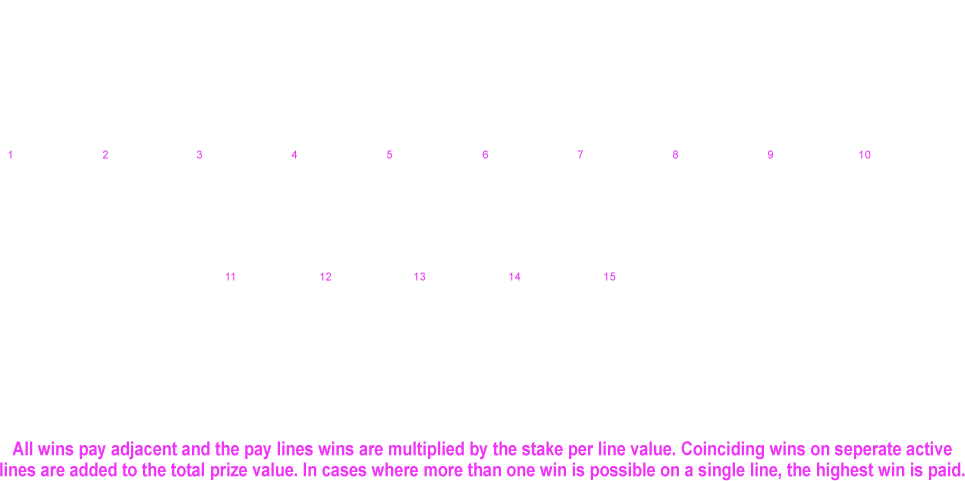 1 2 3 4 5 6 7 8 9 10
11 12 13 14 15
All wins pay adjacent and the pay lines wins are multiplied by the stake per line value. Coinciding wins on seperate active
lines are added to the total prize value. In cases where more than one win is possible on a single line, the highest win is paid.